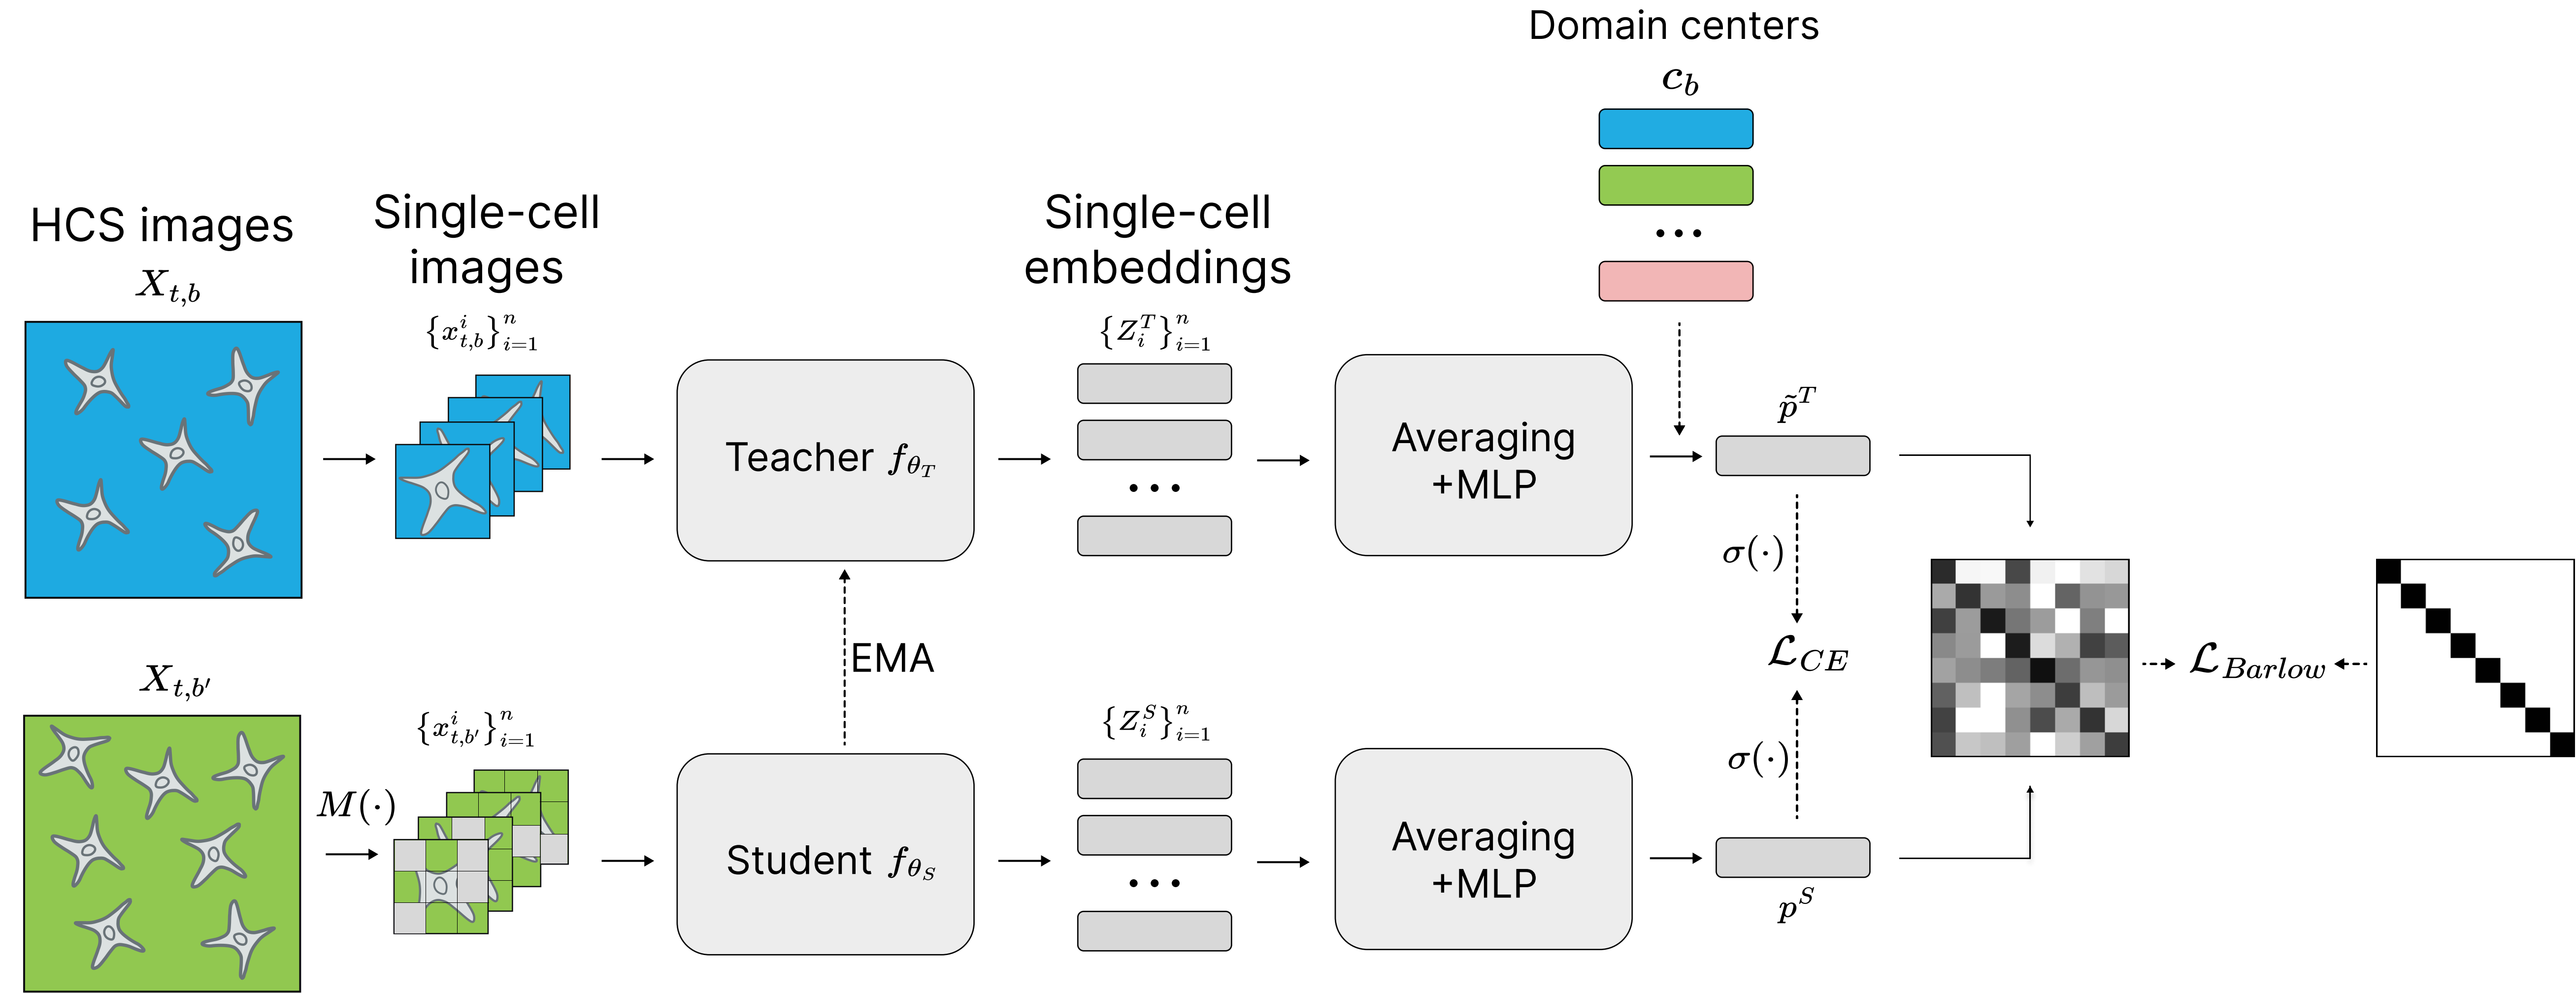 Domain centers
c_b
HCS images
X_{t,b}
Single-cell
images
{x^i_{t,b}}^n_{i=1}
Single-cell
embeddings
{Z^T_i}^n_{i=1}
Teacher f_{θ_T}
Averaging
+MLP
p̃^T
σ(·)
EMA
ℒ_{CE}
ℒ_{Barlow}
X_{t,b'}
M(·)
{x^i_{t,b'}}^n_{i=1}
{Z^S_i}^n_{i=1}
σ(·)
Student f_{θ_S}
Averaging
+MLP
p^S